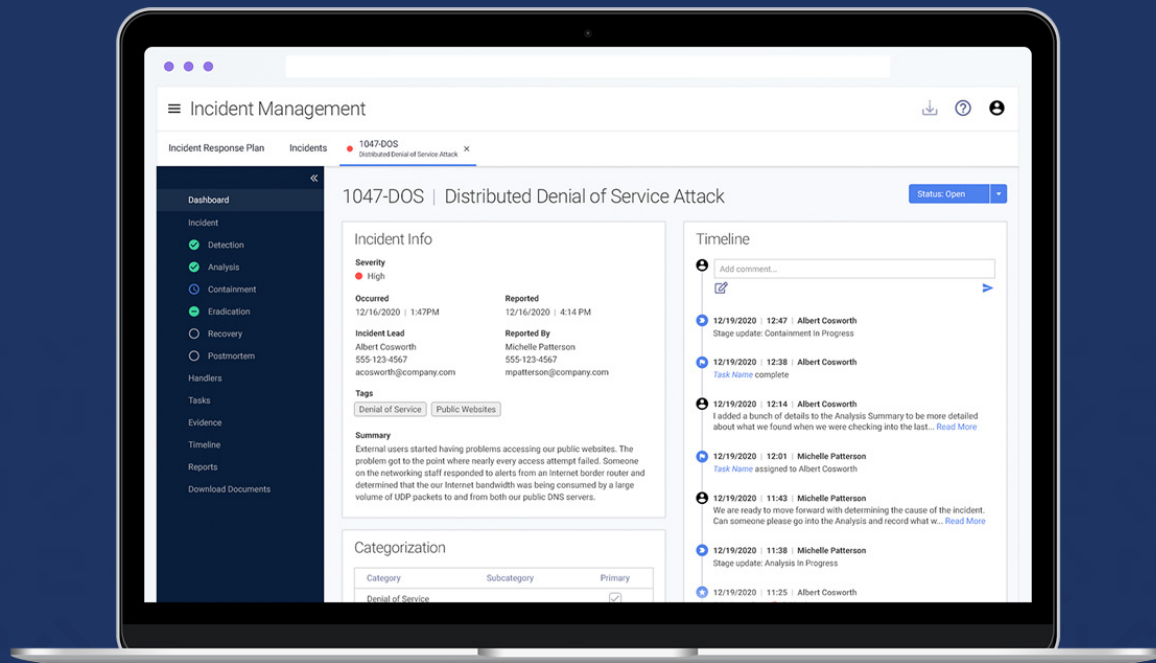 Incident Management
Incident Response Plan
Incidents
1047-DOS
Distributed Denial of Service Attack
Dashboard
Incident
Detection
Analysis
Containment
Eradication
Recovery
Postmortem
Handlers
Tasks
Evidence
Timeline
Reports
Download Documents
1047-DOS | Distributed Denial of Service Attack
Status: Open
Incident Info
Severity
High
Occurred
12/16/2020 | 1:47PM
Reported
12/16/2020 | 4:14 PM
Incident Lead
Albert Cosworth
555-123-4567
acosworth@company.com
Reported By
Michelle Patterson
555-123-4567
mpatterson@company.com
Tags
Denial of Service
Public Websites
Summary
External users started having problems accessing our public websites. The
problem got to the point where nearly every access attempt failed. Someone
on the networking staff responded to alerts from an Internet border router and
determined that the our Internet bandwidth was being consumed by a large
volume of UDP packets to and from both our public DNS servers.
Categorization
Category
Subcategory
Primary
Denial of Service
Timeline
Add comment...
12/19/2020 | 12:47 | Albert Cosworth
Stage update: Containment In Progress
12/19/2020 | 12:38 | Albert Cosworth
Task Name complete
12/19/2020 | 12:14 | Albert Cosworth
I added a bunch of details to the Analysis Summary to be more detailed
about what we found when we were checking into the last... Read More
12/19/2020 | 12:01 | Michelle Patterson
Task Name assigned to Albert Cosworth
12/19/2020 | 11:43 | Michelle Patterson
We are ready to move forward with determining the cause of the incident.
Can someone please go into the Analysis and record what w... Read More
12/19/2020 | 11:38 | Michelle Patterson
Stage update: Analysis In Progress
12/19/2020 | 11:25 | Albert Cosworth